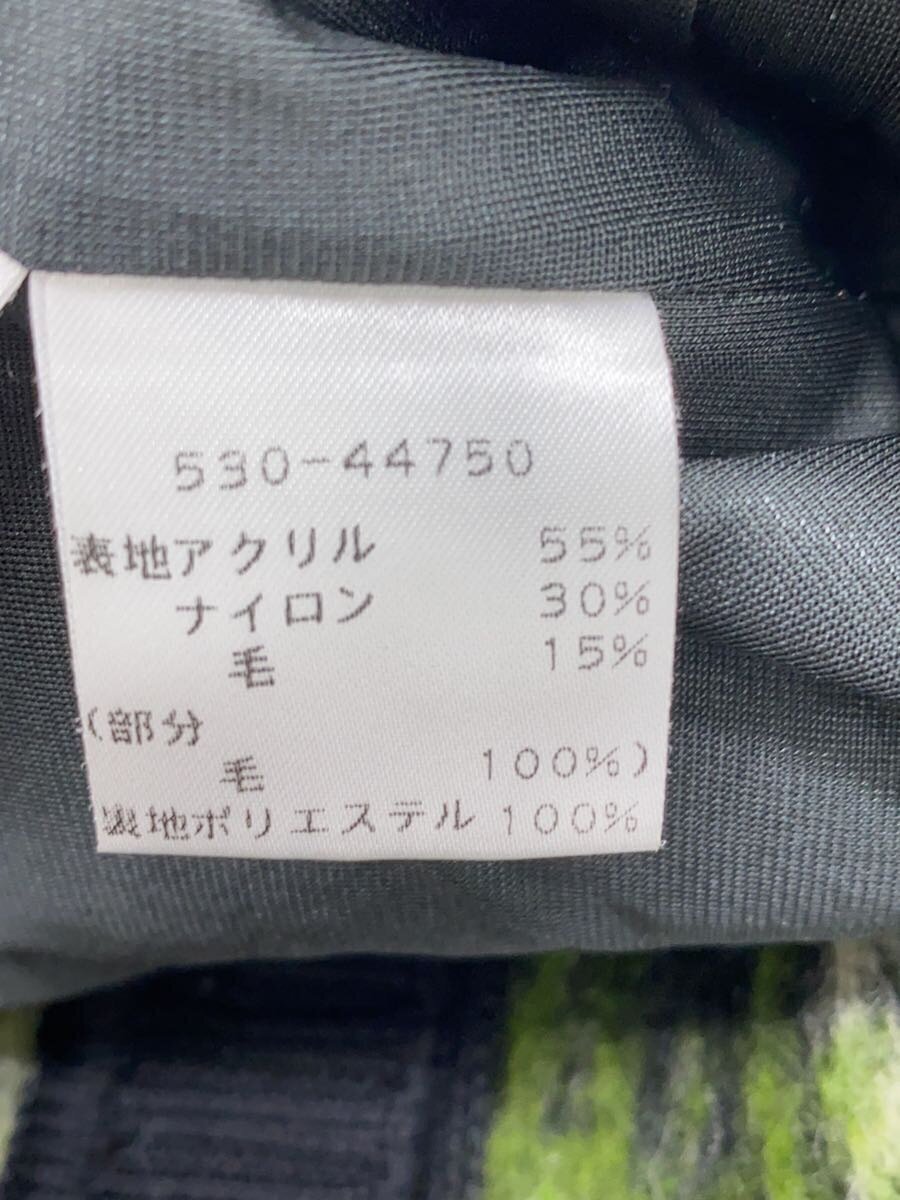 530-44750
表地アクリル 55%
ナイロン 30%
毛 15%
(部分
毛 100%)
裏地ポリエステル 100%